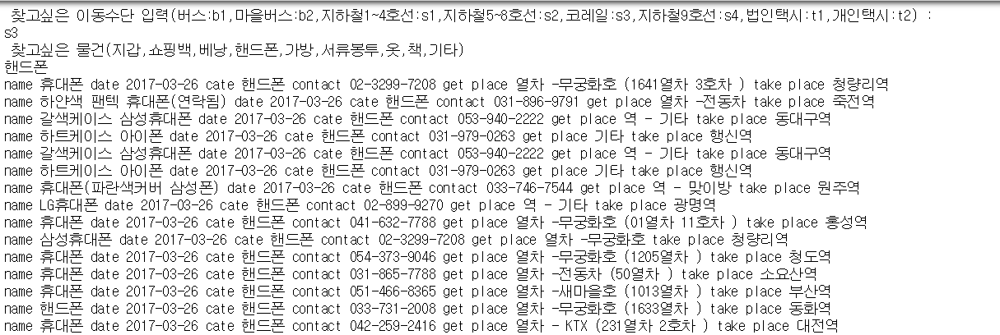 찾고싶은 이동수단 입력(버스:b1,마을버스:b2,지하철1~4호선:s1,지하철5~8호선:s2,코레일:s3,지하철9호선:s4,법인택시:t1,개인택시:t2) :
s3
찾고싶은 물건(지갑,쇼핑백,베낭,핸드폰,가방,서류봉투,옷,책,기타)
핸드폰
name 휴대폰 date 2017-03-26 cate 핸드폰 contact 02-3299-7208 get place 열차 -무궁화호 (1641열차 3호차 ) take place 청량리역
name 하얀색 팬텍 휴대폰(연락됨) date 2017-03-26 cate 핸드폰 contact 031-896-9791 get place 열차 -전동차 take place 죽전역
name 갈색케이스 삼성휴대폰 date 2017-03-26 cate 핸드폰 contact 053-940-2222 get place 역 - 기타 take place 동대구역
name 하트케이스 아이폰 date 2017-03-26 cate 핸드폰 contact 031-979-0263 get place 기타 take place 행신역
name 갈색케이스 삼성휴대폰 date 2017-03-26 cate 핸드폰 contact 053-940-2222 get place 역 - 기타 take place 동대구역
name 하트케이스 아이폰 date 2017-03-26 cate 핸드폰 contact 031-979-0263 get place 기타 take place 행신역
name 휴대폰(파란색커버 삼성폰) date 2017-03-26 cate 핸드폰 contact 033-746-7544 get place 역 - 맞이방 take place 원주역
name LG휴대폰 date 2017-03-26 cate 핸드폰 contact 02-899-9270 get place 역 - 기타 take place 광명역
name 휴대폰 date 2017-03-26 cate 핸드폰 contact 041-632-7788 get place 열차 -무궁화호 (01열차 11호차 ) take place 홍성역
name 삼성휴대폰 date 2017-03-26 cate 핸드폰 contact 02-3299-7208 get place 열차 -무궁화호 take place 청량리역
name 휴대폰 date 2017-03-26 cate 핸드폰 contact 054-373-9046 get place 열차 -무궁화호 (1205열차 ) take place 청도역
name 휴대폰 date 2017-03-26 cate 핸드폰 contact 031-865-7788 get place 열차 -전동차 (50열차 ) take place 소요산역
name 휴대폰 date 2017-03-26 cate 핸드폰 contact 051-466-8365 get place 열차 -새마을호 (1013열차 ) take place 부산역
name 핸드폰 date 2017-03-26 cate 핸드폰 contact 033-731-2008 get place 열차 -무궁화호 (1633열차 ) take place 동화역
name 휴대폰 date 2017-03-26 cate 핸드폰 contact 042-259-2416 get place 열차 - KTX (231열차 2호차 ) take place 대전역